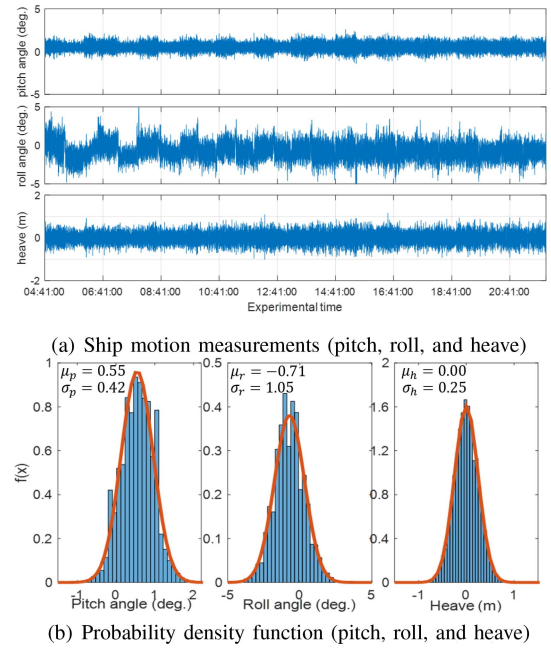 pitch angle (deg.)
5
0
-5
roll angle (deg.)
5
0
-5
Experimental time
heave (m)
2
0
-2
04:41:00 06:41:00 08:41:00 10:41:00 12:41:00 14:41:00 16:41:00 18:41:00 20:41:00
Experimental time
(a) Ship motion measurements (pitch, roll, and heave)
f(x)
1
0.8
0.6
0.4
0.2
0
μp = 0.55
σp = 0.42
0 1 2
Pitch angle (deg.)
0.5
0.4
0.3
0.2
0.1
0
μr = −0.71
σr = 1.05
-5 0 5
Roll angle (deg.)
2
1.6
1.2
0.8
0.4
0
μh = 0.00
σh = 0.25
-1 0 1
Heave (m)
(b) Probability density function (pitch, roll, and heave)